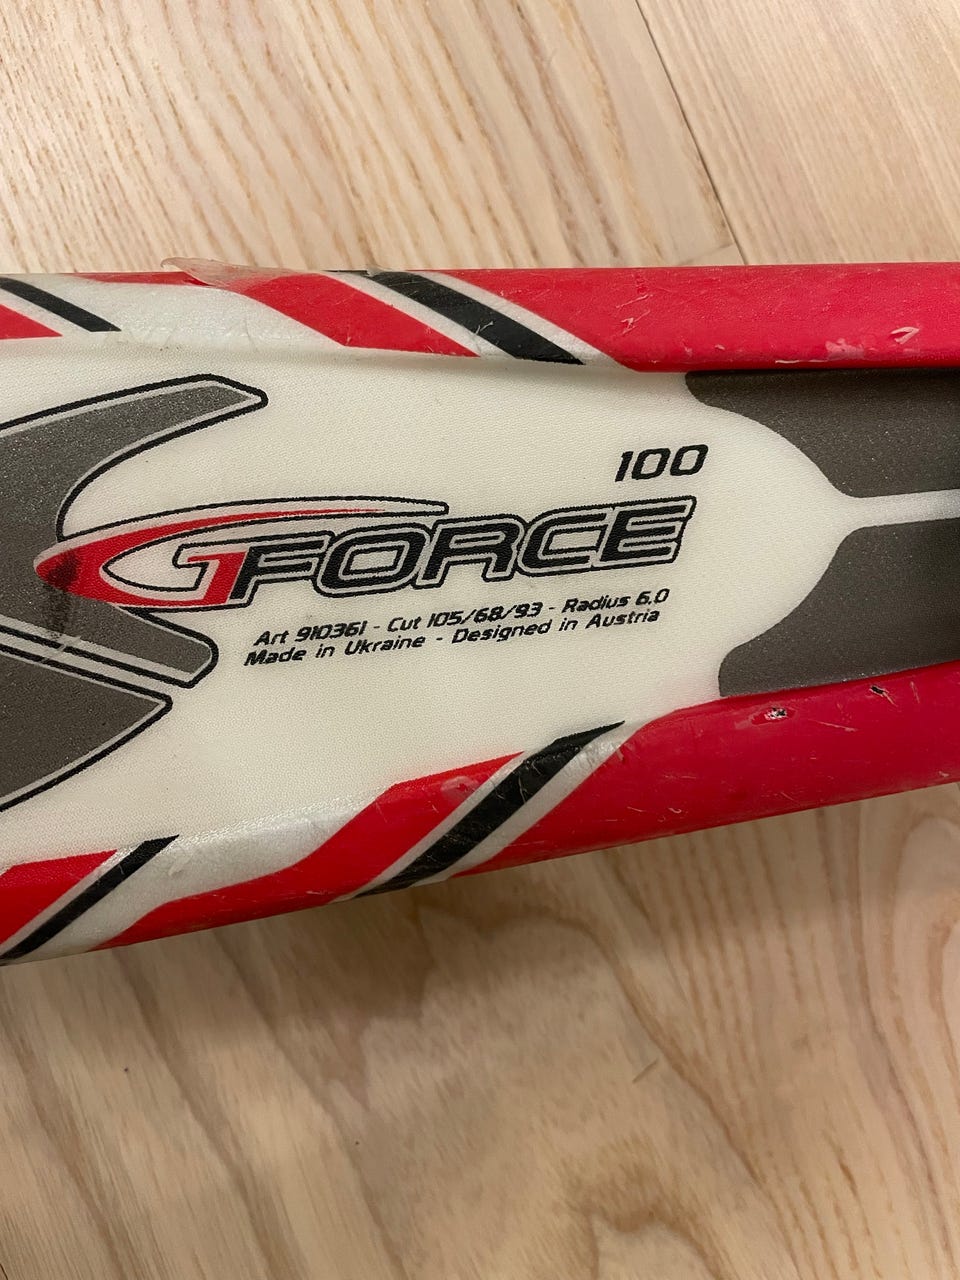 100
GFORCE
Art 910361 - Cut 105/68/93 - Radius 6.0
Made in Ukraine - Designed in Austria